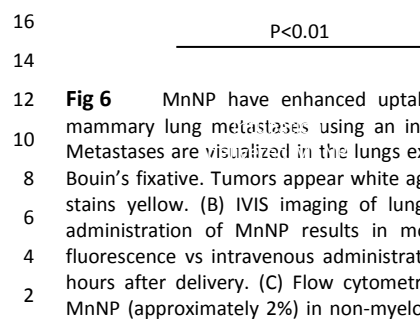 16
P<0.01
14
12
Fig 6 MnNP have enhanced uptal
mammary lung metastases using an in
10
Metastases are visualized in the lungs ex
8
Bouin's fixative. Tumors appear white ag
stains yellow. (B) IVIS imaging of lung
6
administration of MnNP results in m
4
fluorescence vs intravenous administrat
hours after delivery. (C) Flow cytometr
2
MnNP (approximately 2%) in non-myelo